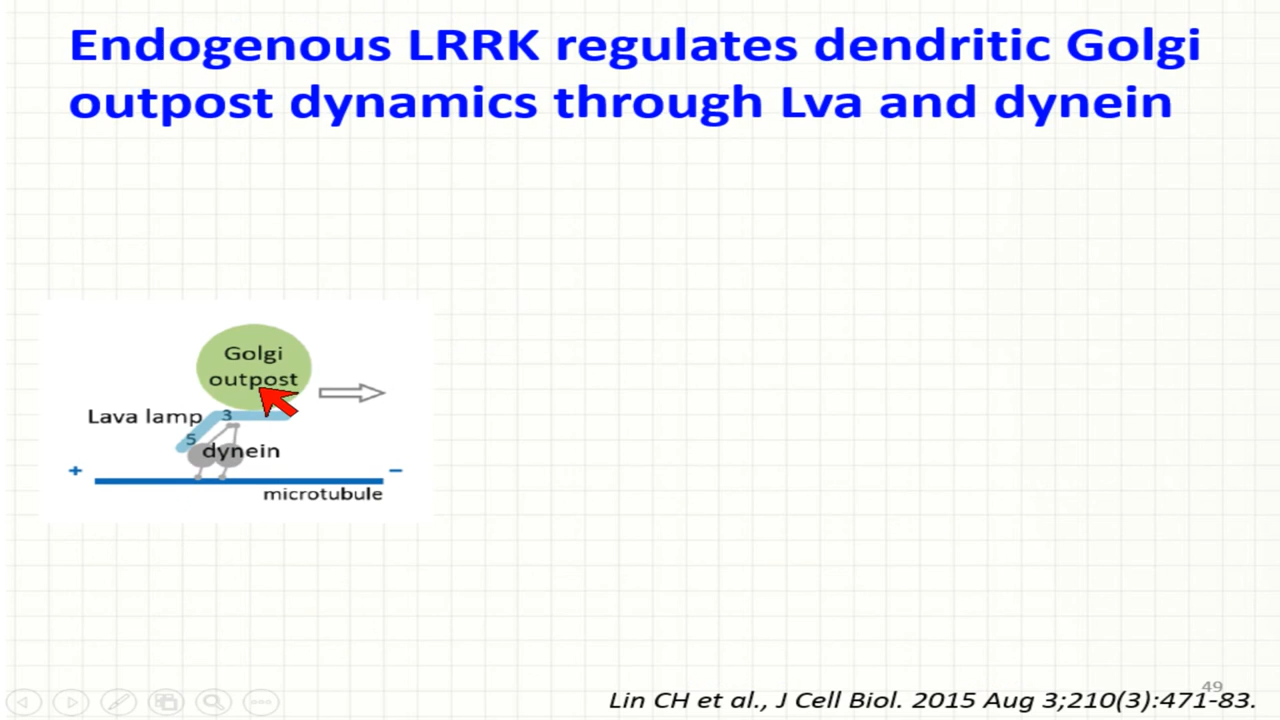 Endogenous LRRK regulates dendritic Golgi
outpost dynamics through Lva and dynein
Golgi
outpost
Lava lamp
3
5
dynein
+
−
microtubule
49
Lin CH et al., J Cell Biol. 2015 Aug 3;210(3):471-83.